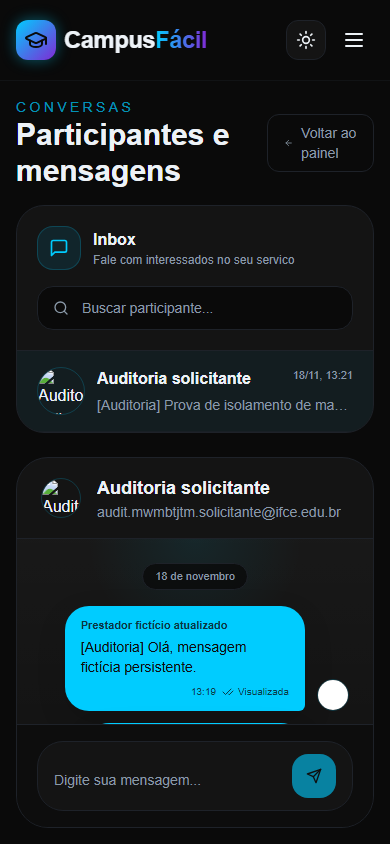 CampusFácil
CONVERSAS
Participantes e
mensagens
Voltar ao
painel
Inbox
Fale com interessados no seu servico
Buscar participante...
Audito
Auditoria solicitante
18/11, 13:21
[Auditoria] Prova de isolamento de ma...
Audit
Auditoria solicitante
audit.mwmbtjtm.solicitante@ifce.edu.br
18 de novembro
Prestador fictício atualizado
[Auditoria] Olá, mensagem
fictícia persistente.
13:19 Visualizada
Digite sua mensagem...